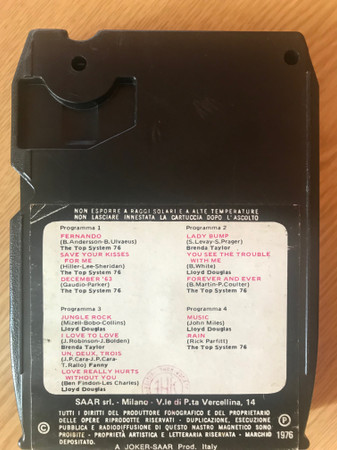 NON ESPORRE A RAGGI SOLARI E A ALTE TEMPERATURE
NON LASCIARE INNESTATA LA CARTUCCIA DOPO L'ASCOLTO
Programma 1
FERNANDO
(B.Andersson-B.Ulvaeus)
The Top System 76
SAVE YOUR KISSES
FOR ME
(Hiller-Lee-Sheridan)
The Top System 76
DECEMBER '63
(Gaudio-Parker)
The Top System 76
Programma 2
LADY BUMP
(S.Levay-S.Prager)
Brenda Taylor
YOU SEE THE TROUBLE
WITH ME
(B.White)
Lloyd Douglas
FOREVER AND EVER
(B.Martin-P.Coulter)
The Top System 76
Programma 3
JUNGLE ROCK
(Mizell-Bobo-Collins)
Lloyd Douglas
I LOVE TO LOVE
(J.Robinson-J.Bolden)
Brenda Taylor
UN, DEUX, TROIS
(J.P.Cara-J.P.Cara-
T.Rallo) Fanny
LOVE REALLY HURTS
WITHOUT YOU
(Ben Findon-Les Charles)
Lloyd Douglas
Programma 4
MUSIC
(John Miles)
Lloyd Douglas
RAIN
(Rick Parfitt)
The Top System 76
SAAR srl. - Milano - V.le di P.ta Vercellina, 14
TUTTI I DIRITTI DEL PRODUTTORE FONOGRAFICO E DEL PROPRIETARIO
DELLE OPERE RIPRODOTTE RISERVATI - DUPLICAZIONE, ESECUZIONE
PUBBLICA E RADIODIFFUSIONE DI QUESTO NASTRO MAGNETICO SONO
PROIBITE - PROPRIETÀ ARTISTICA E LETTERARIA RISERVATA - MARCHIO
DEPOSITATO.
A JOKER-SAAR Prod. Italy
℗
1976